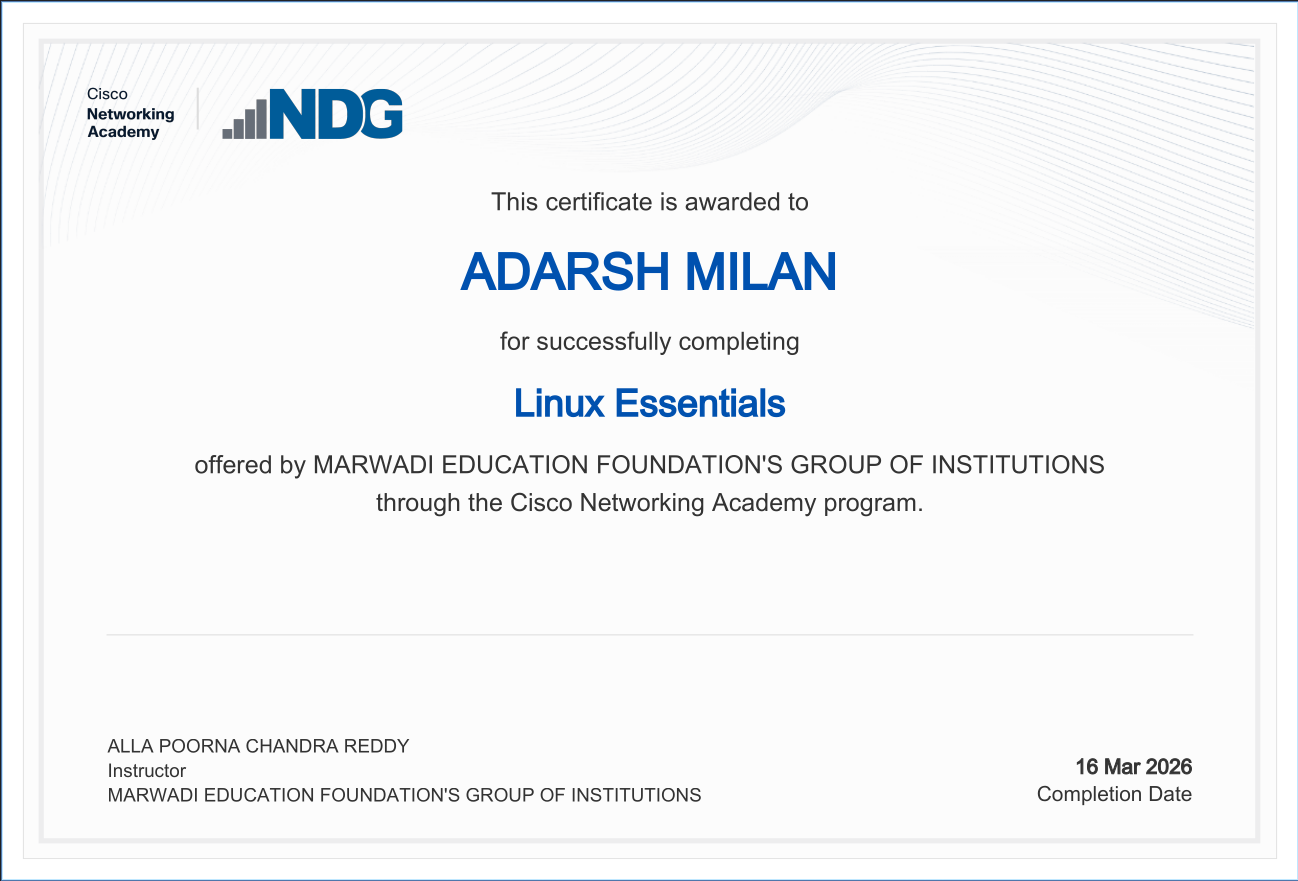 Cisco
Networking
Academy
NDG
This certificate is awarded to
ADARSH MILAN
for successfully completing
Linux Essentials
offered by MARWADI EDUCATION FOUNDATION'S GROUP OF INSTITUTIONS
through the Cisco Networking Academy program.
ALLA POORNA CHANDRA REDDY
Instructor
MARWADI EDUCATION FOUNDATION'S GROUP OF INSTITUTIONS
16 Mar 2026
Completion Date